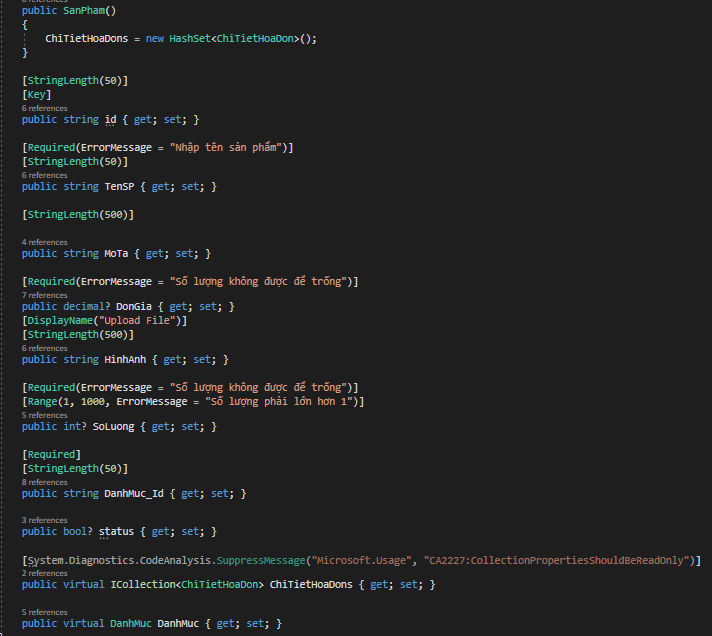 public SanPham()
{
ChiTietHoaDons = new HashSet<ChiTietHoaDon>();
}
[StringLength(50)]
[Key]
6 references
public string id { get; set; }
[Required(ErrorMessage = "Nhập tên sản phẩm")]
[StringLength(50)]
6 references
public string TenSP { get; set; }
[StringLength(500)]
4 references
public string MoTa { get; set; }
[Required(ErrorMessage = "Số lượng không được để trống")]
7 references
public decimal? DonGia { get; set; }
[DisplayName("Upload File")]
[StringLength(500)]
6 references
public string HinhAnh { get; set; }
[Required(ErrorMessage = "Số lượng không được để trống")]
[Range(1, 1000, ErrorMessage = "Số lượng phải lớn hơn 1")]
5 references
public int? SoLuong { get; set; }
[Required]
[StringLength(50)]
8 references
public string DanhMuc_Id { get; set; }
3 references
public bool? status { get; set; }
[System.Diagnostics.CodeAnalysis.SuppressMessage("Microsoft.Usage", "CA2227:CollectionPropertiesShouldBeReadOnly")]
2 references
public virtual ICollection<ChiTietHoaDon> ChiTietHoaDons { get; set; }
5 references
public virtual DanhMuc DanhMuc { get; set; }